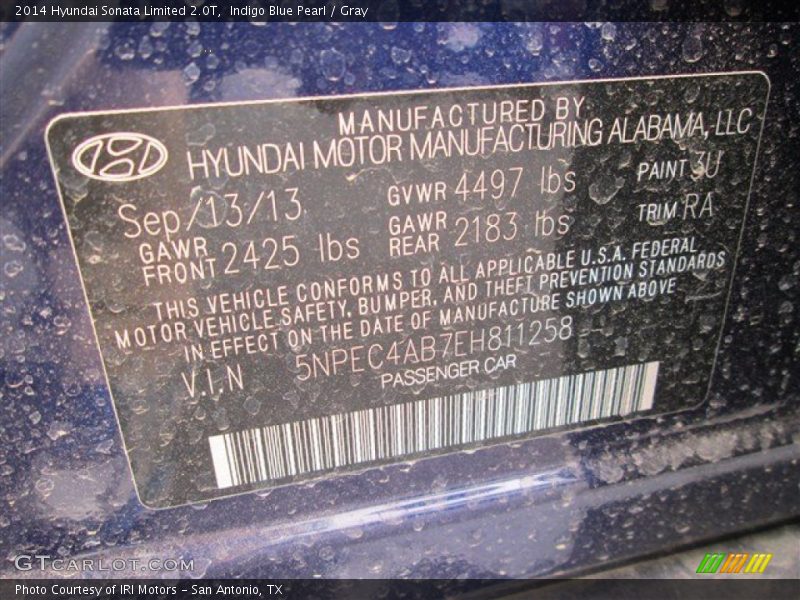 2014 Hyundai Sonata Limited 2.0T,  Indigo Blue Pearl / Gray
MANUFACTURED BY
HYUNDAI MOTOR MANUFACTURING ALABAMA, LLC
Sep/13/13 GVWR 4497 lbs PAINT 3U
GAWR FRONT 2425 lbs GAWR REAR 2183 lbs TRIM RA
THIS VEHICLE CONFORMS TO ALL APPLICABLE U.S.A. FEDERAL
MOTOR VEHICLE SAFETY, BUMPER, AND THEFT PREVENTION STANDARDS
IN EFFECT ON THE DATE OF MANUFACTURE SHOWN ABOVE
V.I.N 5NPEC4AB7EH811258
PASSENGER CAR
GTCARLOT.COM
Photo Courtesy of IRI Motors - San Antonio, TX